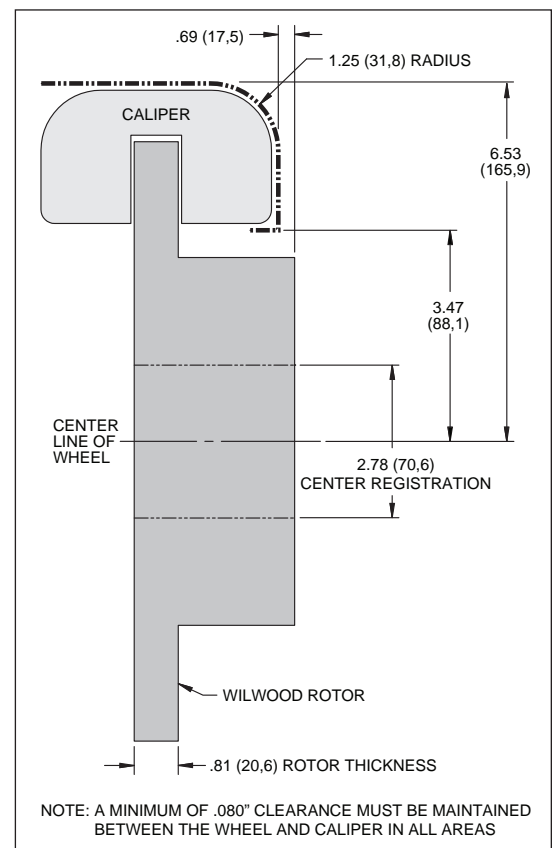 .69 (17,5)
1.25 (31,8) RADIUS
CALIPER
6.53
(165,9)
3.47
(88,1)
CENTER
LINE OF
WHEEL
2.78 (70,6)
CENTER REGISTRATION
WILWOOD ROTOR
.81 (20,6) ROTOR THICKNESS
NOTE: A MINIMUM OF .080” CLEARANCE MUST BE MAINTAINED
BETWEEN THE WHEEL AND CALIPER IN ALL AREAS